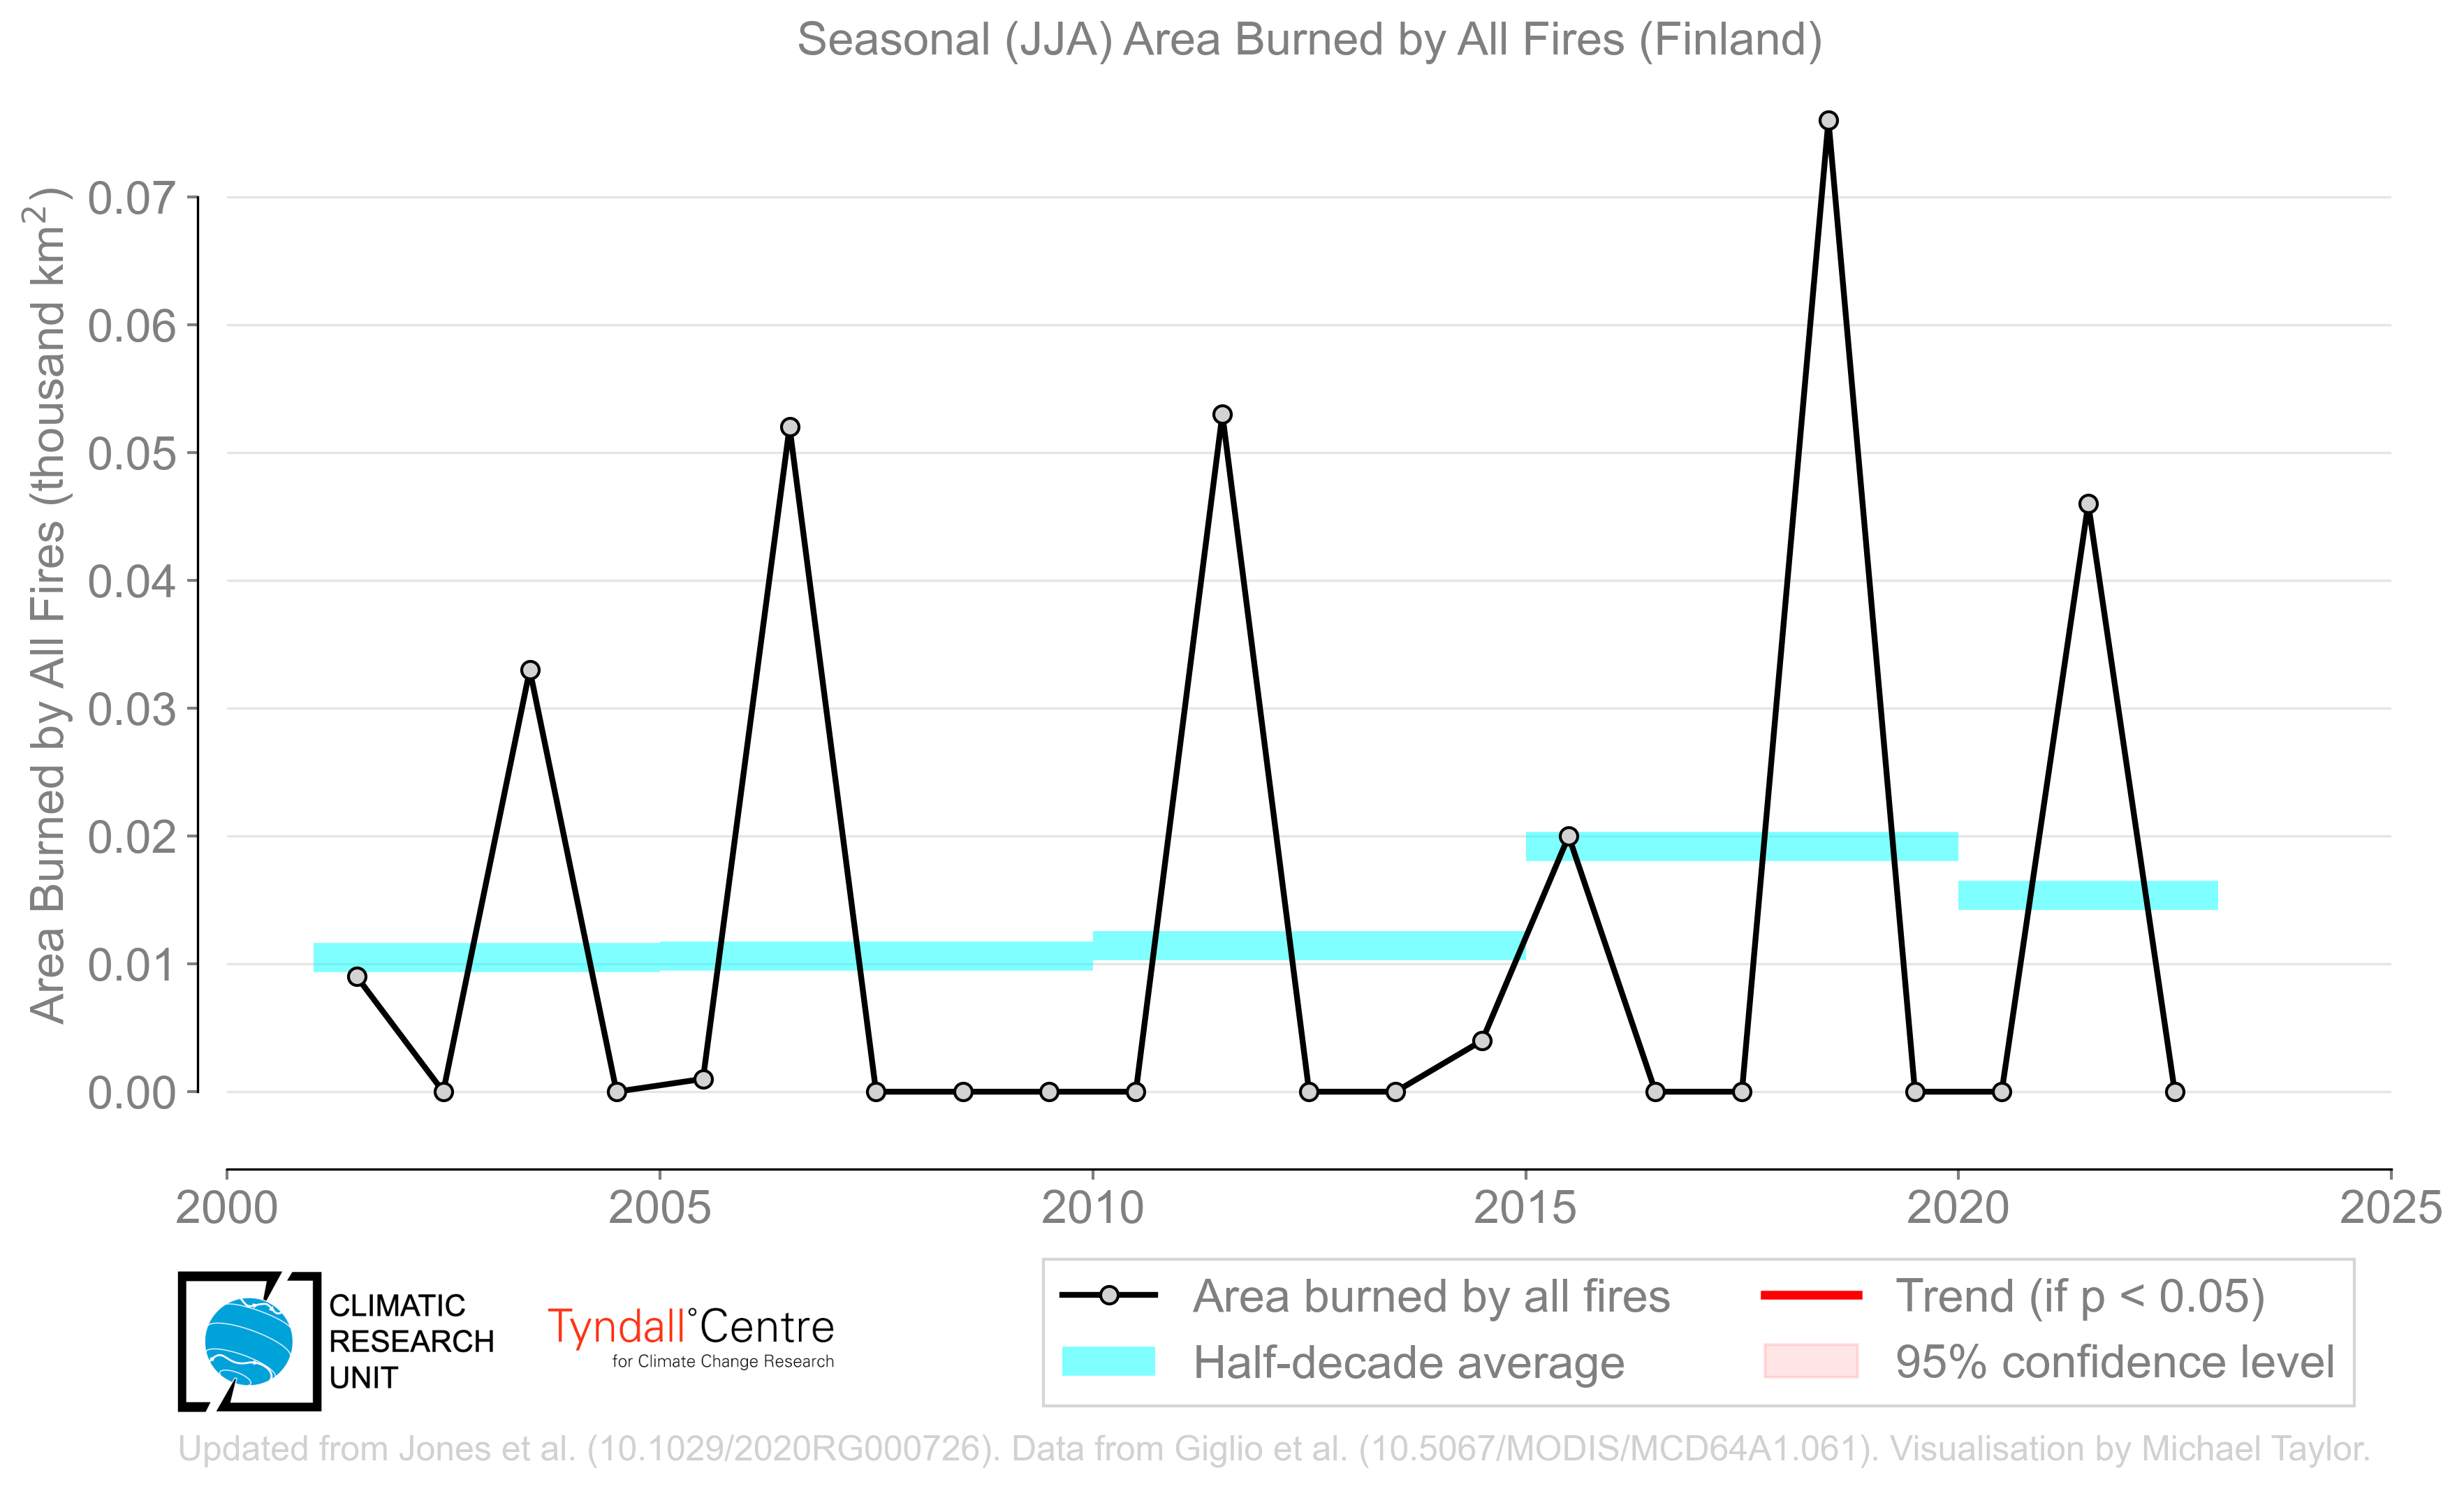 Seasonal (JJA) Area Burned by All Fires (Finland)
Area Burned by All Fires (thousand km²)
0.07
0.06
0.05
0.04
0.03
0.02
0.01
0.00
2000 2005 2010 2015 2020 2025
CLIMATIC
RESEARCH
UNIT
Tyndall°Centre
for Climate Change Research
Area burned by all fires
Half-decade average
Trend (if p < 0.05)
95% confidence level
Updated from Jones et al. (10.1029/2020RG000726). Data from Giglio et al. (10.5067/MODIS/MCD64A1.061). Visualisation by Michael Taylor.